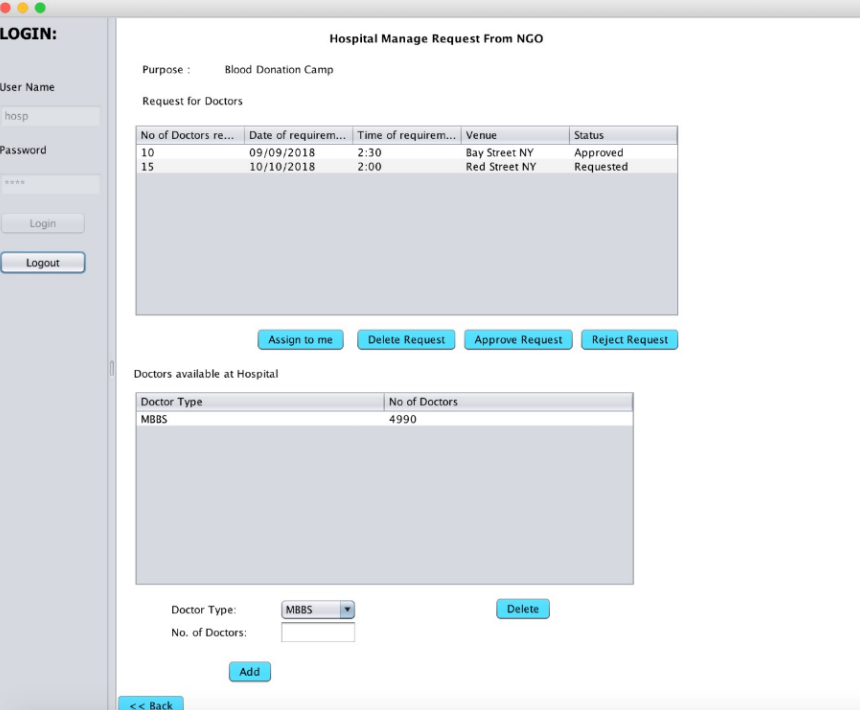 LOGIN:
User Name
hosp
Password
****
Login
Logout
Hospital Manage Request From NGO
Purpose : Blood Donation Camp
Request for Doctors
No of Doctors re... Date of requirem... Time of requirem... Venue Status
10 09/09/2018 2:30 Bay Street NY Approved
15 10/10/2018 2:00 Red Street NY Requested
Assign to me Delete Request Approve Request Reject Request
Doctors available at Hospital
Doctor Type No of Doctors
MBBS 4990
Doctor Type: MBBS Delete
No. of Doctors:
Add
<< Back